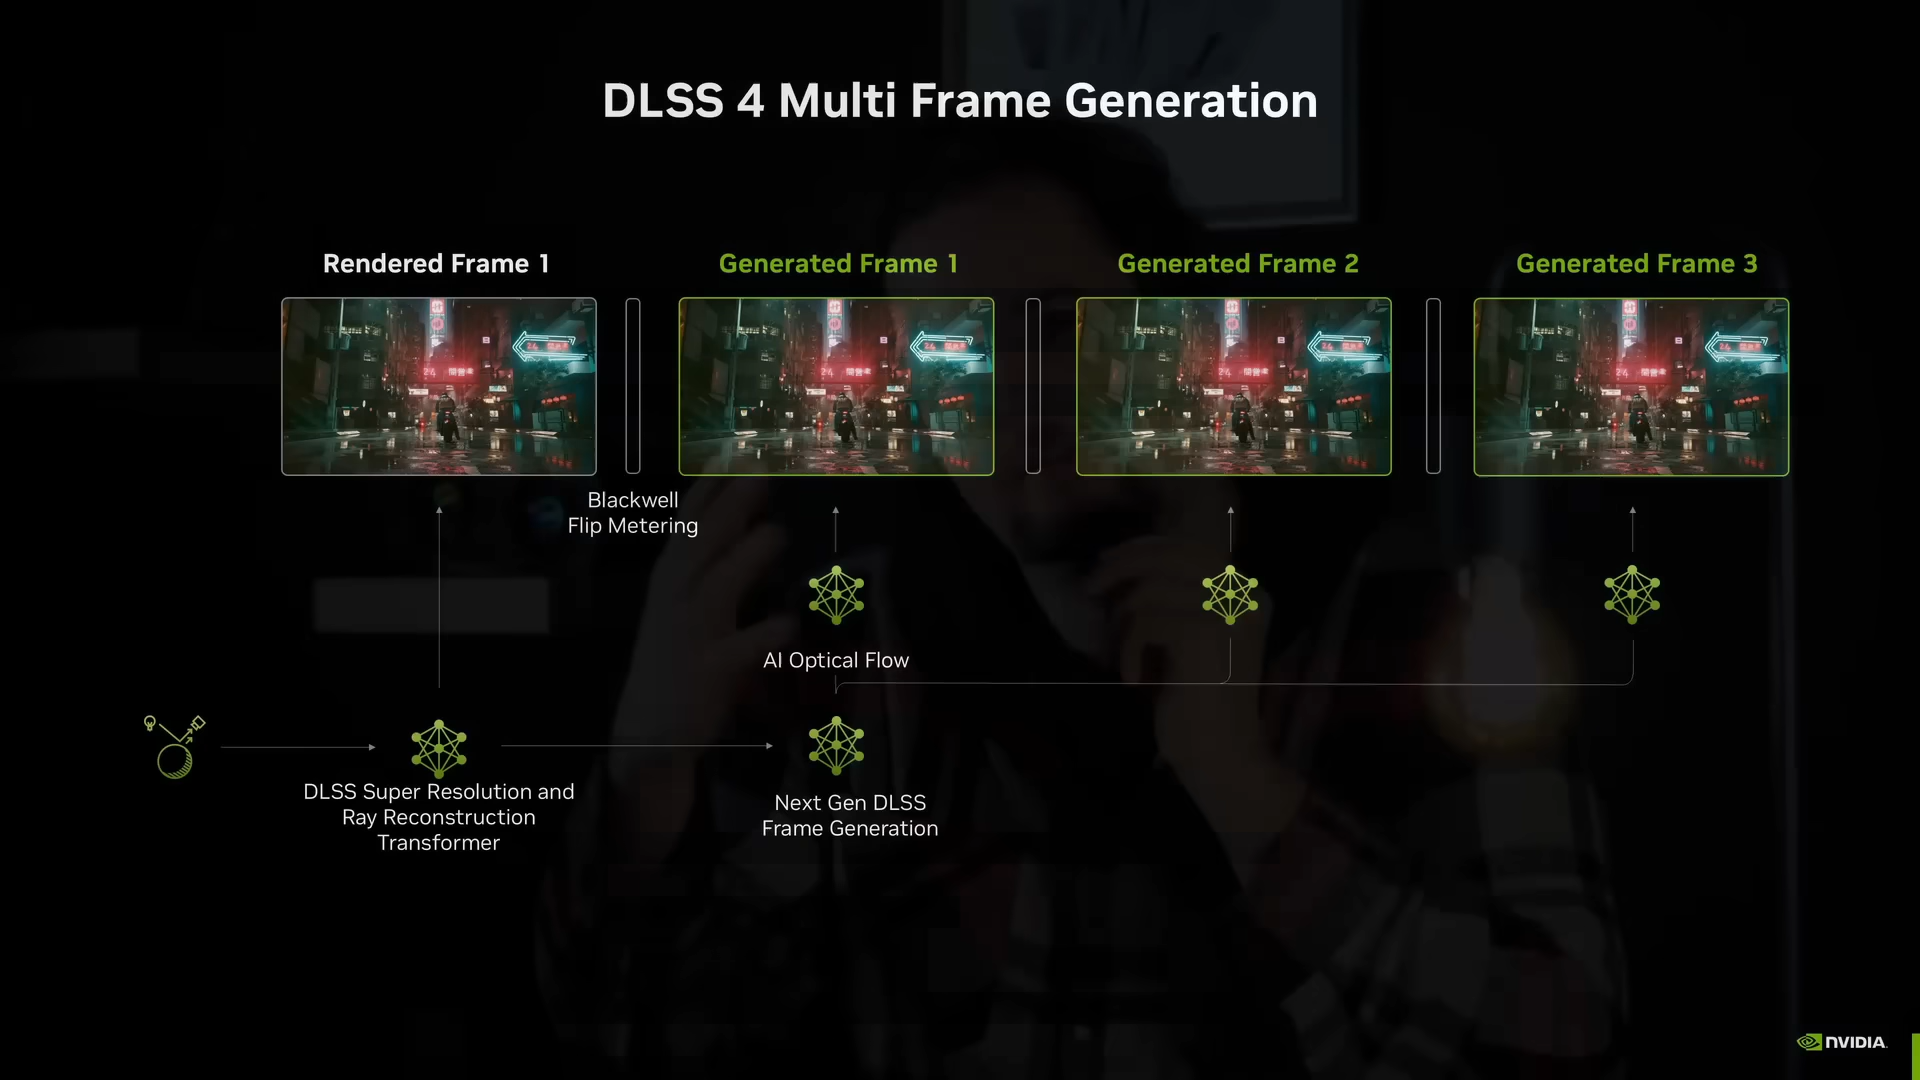 DLSS 4 Multi Frame Generation
Rendered Frame 1
Generated Frame 1
Generated Frame 2
Generated Frame 3
Blackwell
Flip Metering
AI Optical Flow
DLSS Super Resolution and
Ray Reconstruction
Transformer
Next Gen DLSS
Frame Generation
NVIDIA